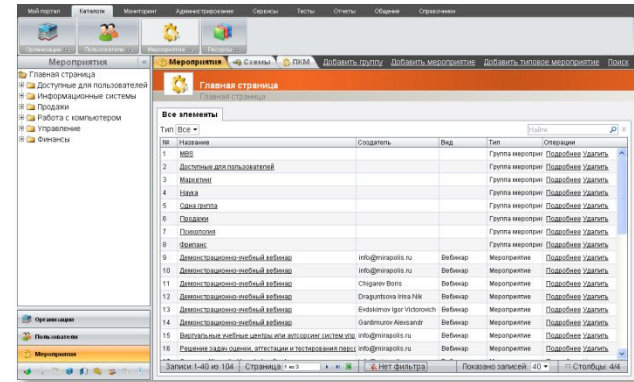 Мой портал Каталоги Мониторинг Администрирование Сервисы Тесты Отчеты Общение Справочники
Организации Пользователи Мероприятия Ресурсы
Мероприятия «
Мероприятия Схемы ПКМ Добавить группу Добавить мероприятие Добавить типовое мероприятие Поиск
Главная страница
Доступные для пользователей
Информационные системы
Продажи
Работа с компьютером
Управление
Финансы
Главная страница
Главная страница
Все элементы
Тип Все Найти
№ Название Создатель Вид Тип Операции
1 MBS Группа мероприя Подробнее Удалить
2 Доступные для пользователей Группа мероприя Подробнее Удалить
3 Маркетинг Группа мероприя Подробнее Удалить
4 Наука Группа мероприя Подробнее Удалить
5 Одна группа Группа мероприя Подробнее Удалить
6 Продажи Группа мероприя Подробнее Удалить
7 Психология Группа мероприя Подробнее Удалить
8 Группа мероприя Подробнее Удалить
9 Демонстрационно-учебный вебинар info@mirapolis.ru Вебинар Мероприятие Подробнее Удалить
10 Демонстрационно-учебный вебинар info@mirapolis.ru Вебинар Мероприятие Подробнее Удалить
11 Демонстрационно-учебный вебинар Chigarev Boris Вебинар Мероприятие Подробнее Удалить
12 Демонстрационно-учебный вебинар Draguntsova Irina Nik Вебинар Мероприятие Подробнее Удалить
13 Демонстрационно-учебный вебинар Evdokimov Igor Victorovich Вебинар Мероприятие Подробнее Удалить
14 Демонстрационно-учебный вебинар Gantimurov Alexsandr Вебинар Мероприятие Подробнее Удалить
15 Виртуальные учебные центры или аутсорсинг систем упр info@mirapolis.ru Вебинар Мероприятие Подробнее Удалить
16 Решение задач оценки, аттестации и тестирования персо info@mirapolis.ru Вебинар Мероприятие Подробнее Удалить
Организации
Пользователи
Мероприятия
Записи:1-40 из 104 Страница: 1 из 3 Нет фильтра Показано записей: 40 Столбцы: 4/4